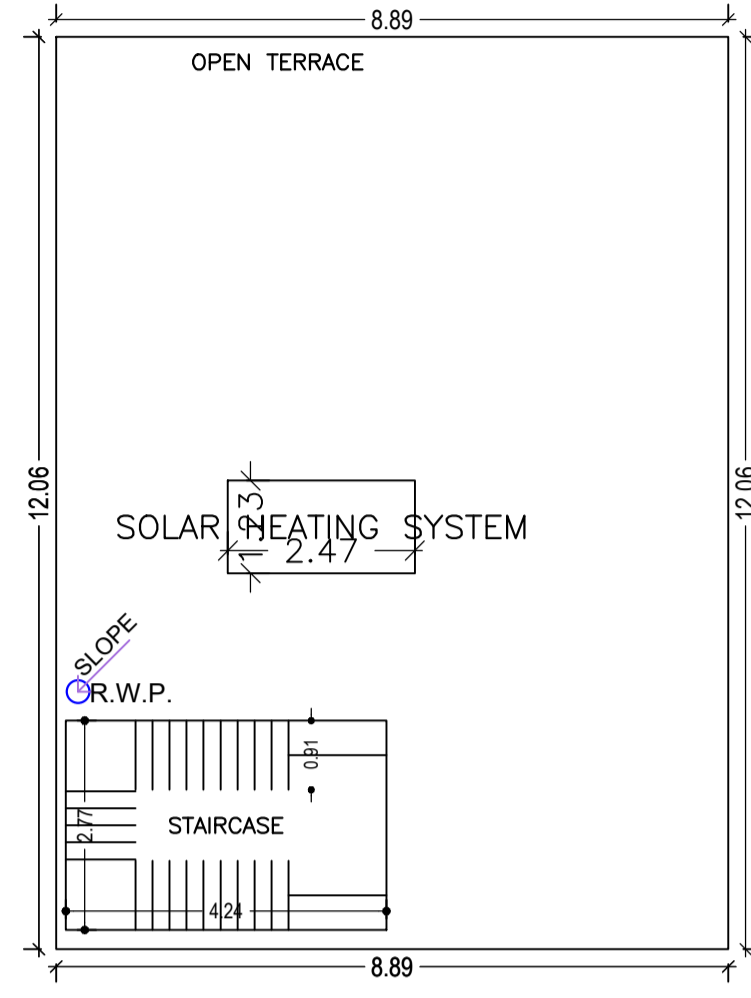 8.89
OPEN TERRACE
12.06
12.06
1.23
SOLAR HEATING SYSTEM
2.47
SLOPE
R.W.P.
0.91
2.77
STAIRCASE
4.24
8.89